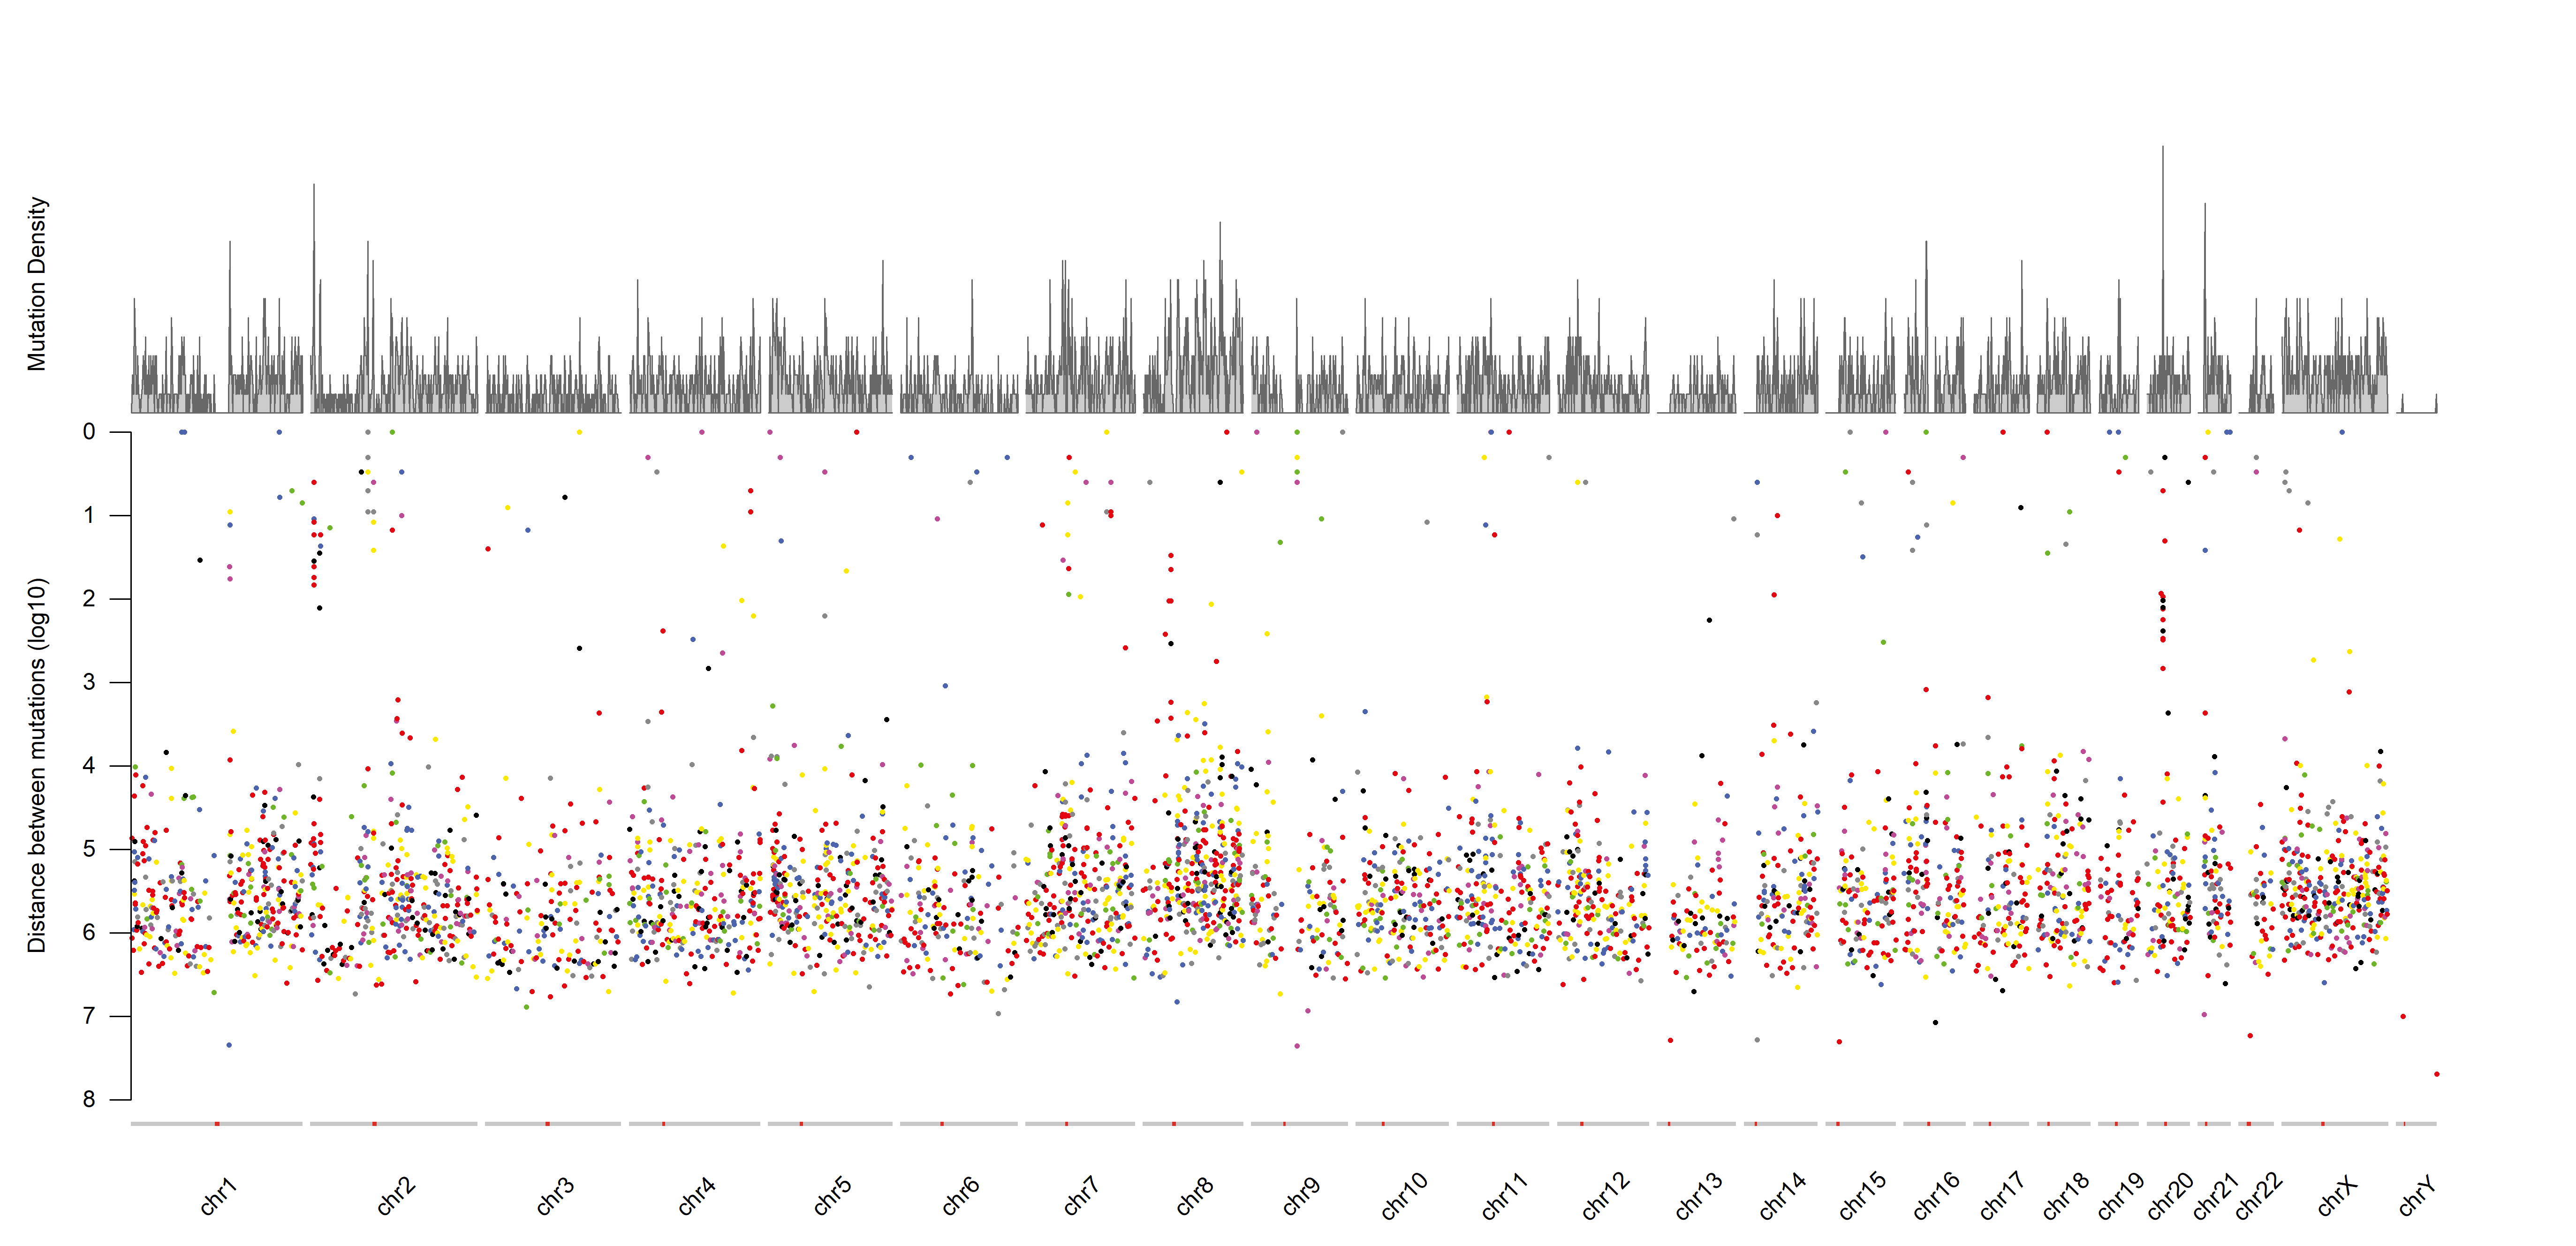 Mutation Density
Distance between mutations (log10)
0
1
2
3
4
5
6
7
8
chr1
chr2
chr3
chr4
chr5
chr6
chr7
chr8
chr9
chr10
chr11
chr12
chr13
chr14
chr15
chr16
chr17
chr18
chr19
chr20
chr21
chr22
chrX
chrY